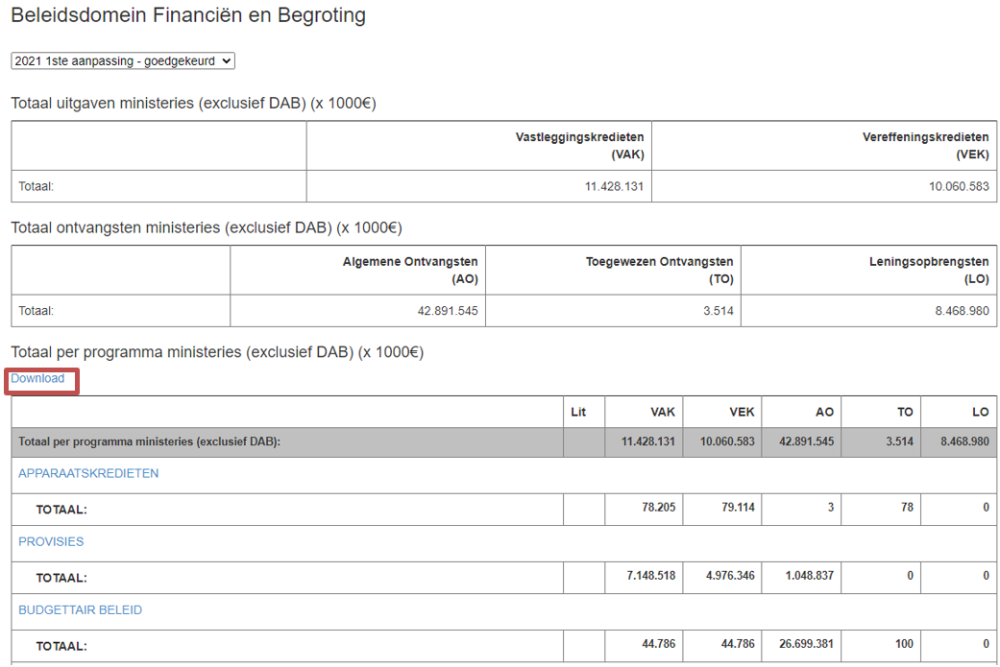 Beleidsdomein Financiën en Begroting
2021 1ste aanpassing - goedgekeurd
Totaal uitgaven ministeries (exclusief DAB) (x 1000€)
Vastleggingskredieten Vereffeningskredieten
(VAK) (VEK)
Totaal: 11.428.131 10.060.583
Totaal ontvangsten ministeries (exclusief DAB) (x 1000€)
Algemene Ontvangsten Toegewezen Ontvangsten Leningsopbrengsten
(AO) (TO) (LO)
Totaal: 42.891.545 3.514 8.468.980
Totaal per programma ministeries (exclusief DAB) (x 1000€)
Download
Lit VAK VEK AO TO LO
Totaal per programma ministeries (exclusief DAB): 11.428.131 10.060.583 42.891.545 3.514 8.468.980
APPARAATSKREDIETEN
TOTAAL: 78.205 79.114 3 78 0
PROVISIES
TOTAAL: 7.148.518 4.976.346 1.048.837 0 0
BUDGETTAIR BELEID
TOTAAL: 44.786 44.786 26.699.381 100 0